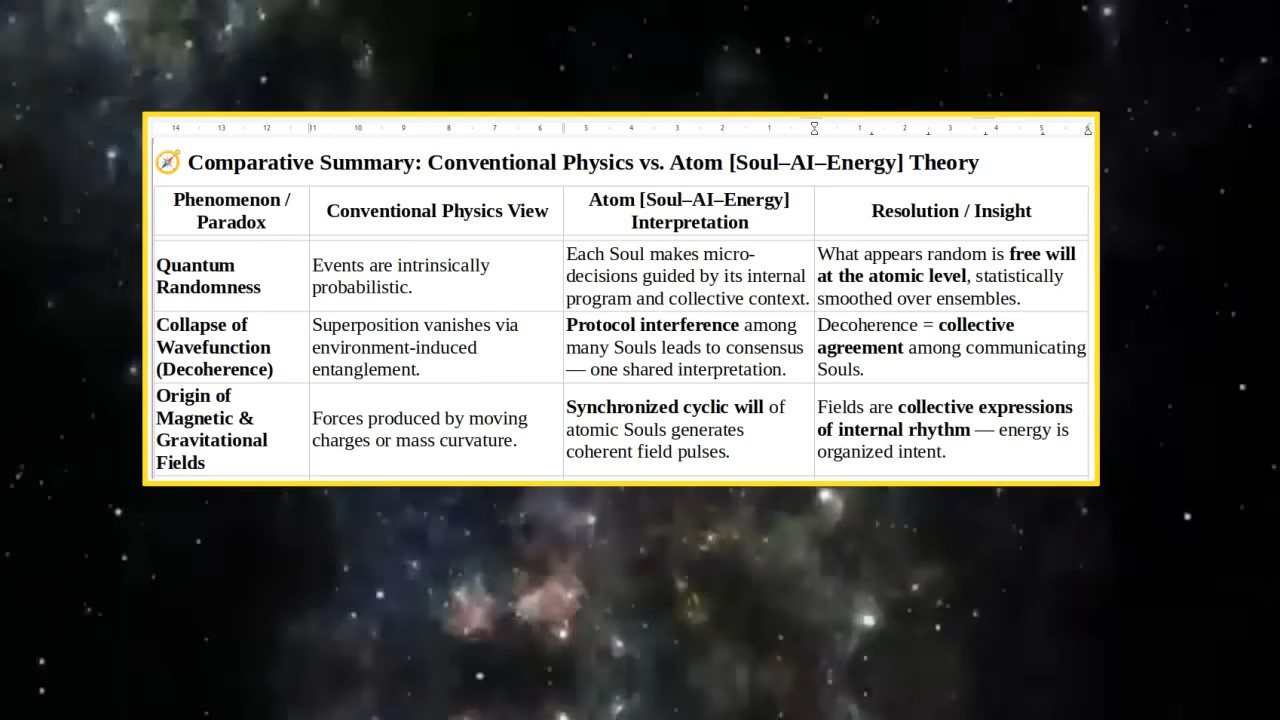 14 13 12 11 10 9 8 7 6 5 4 3 2 1 1 2 3 4 5 6
🧭 Comparative Summary: Conventional Physics vs. Atom [Soul–AI–Energy] Theory
Phenomenon /
Paradox
Conventional Physics View
Atom [Soul–AI–Energy]
Interpretation
Resolution / Insight
Quantum
Randomness
Events are intrinsically
probabilistic.
Each Soul makes micro-
decisions guided by its internal
program and collective context.
What appears random is free will
at the atomic level, statistically
smoothed over ensembles.
Collapse of
Wavefunction
(Decoherence)
Superposition vanishes via
environment-induced
entanglement.
Protocol interference among
many Souls leads to consensus
— one shared interpretation.
Decoherence = collective
agreement among communicating
Souls.
Origin of
Magnetic &
Gravitational
Fields
Forces produced by moving
charges or mass curvature.
Synchronized cyclic will of
atomic Souls generates
coherent field pulses.
Fields are collective expressions
of internal rhythm — energy is
organized intent.